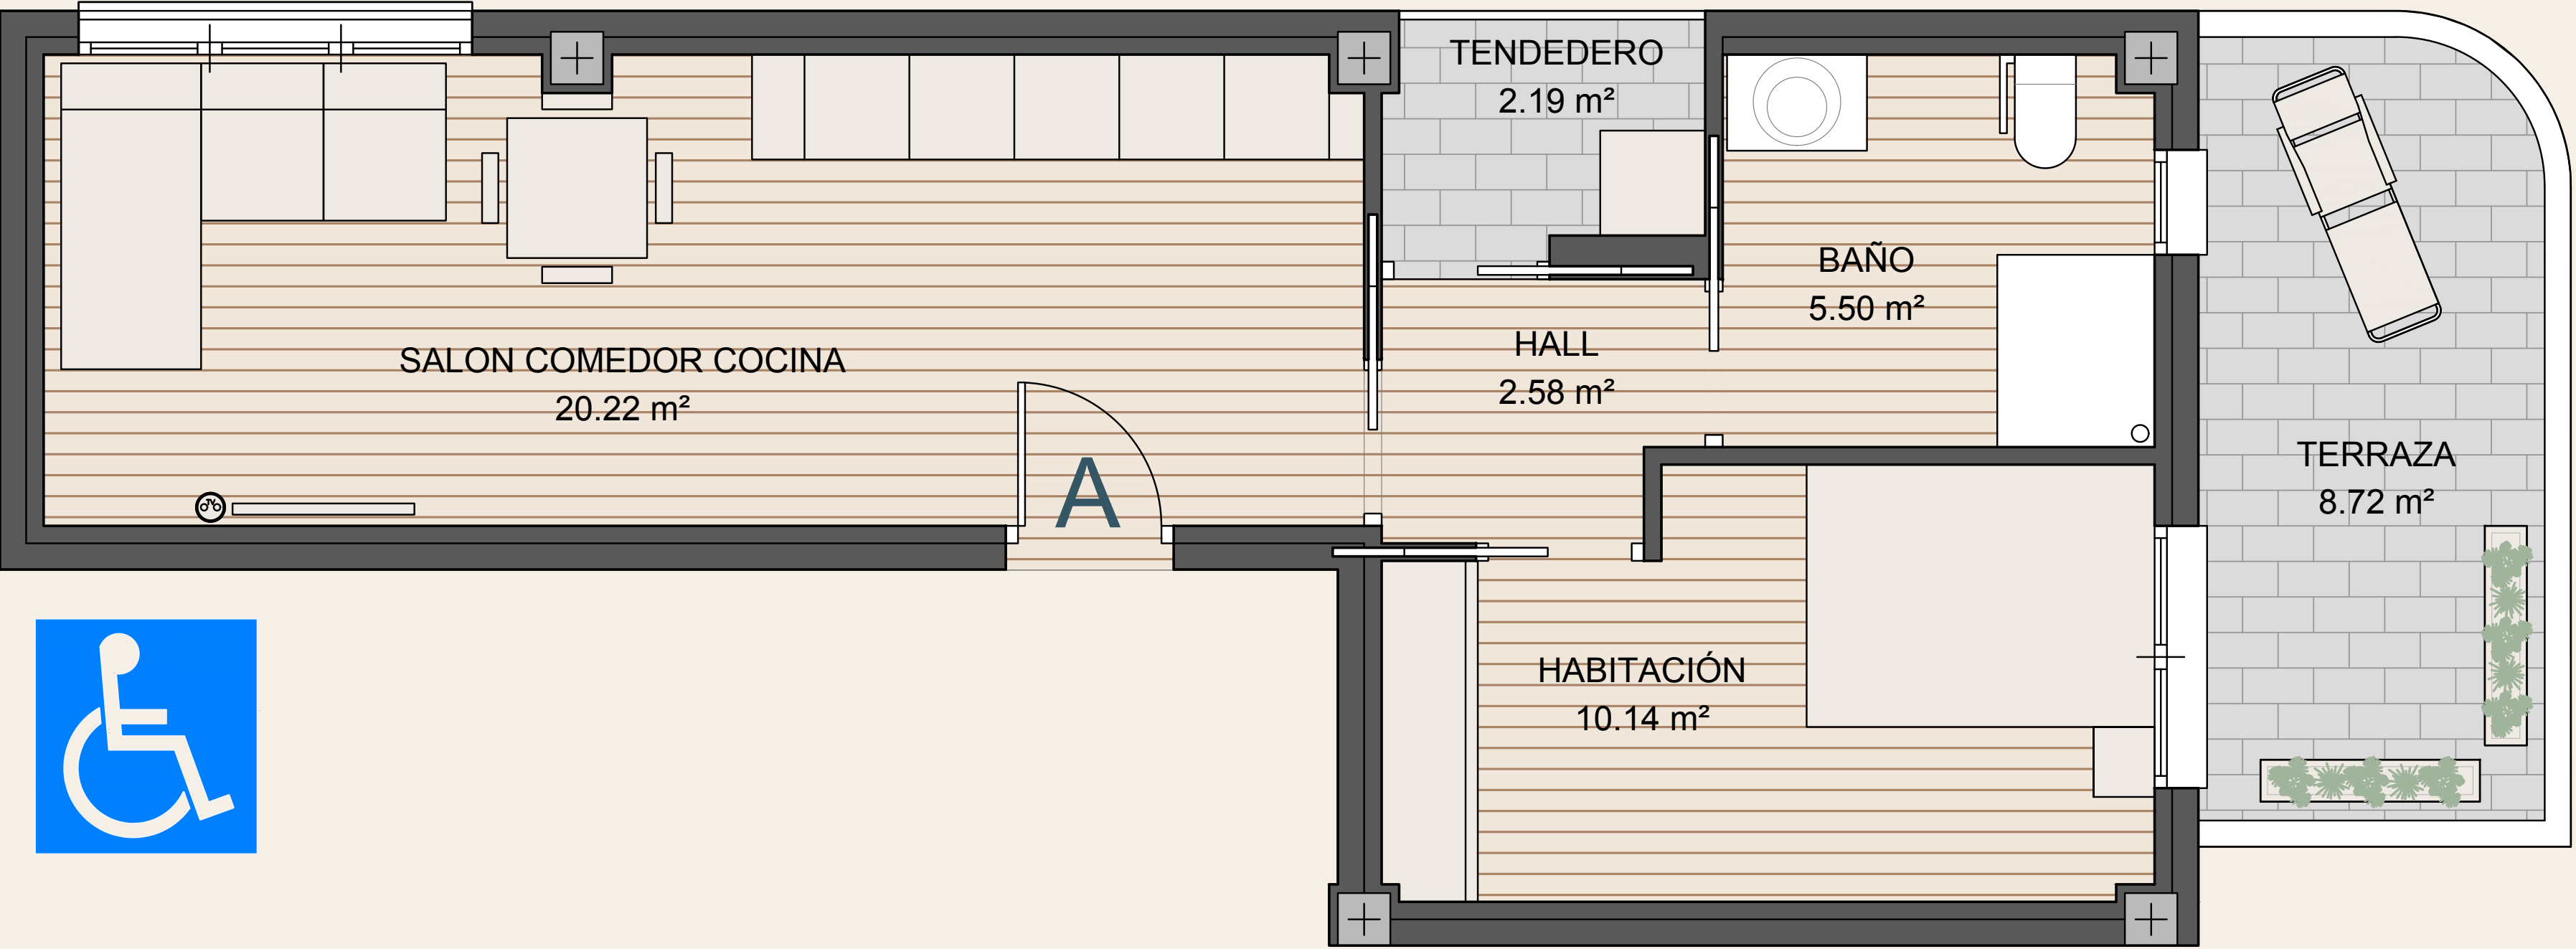 TENDEDERO
2.19 m²
BAÑO
5.50 m²
HALL
2.58 m²
SALON COMEDOR COCINA
20.22 m²
A
TERRAZA
8.72 m²
HABITACIÓN
10.14 m²